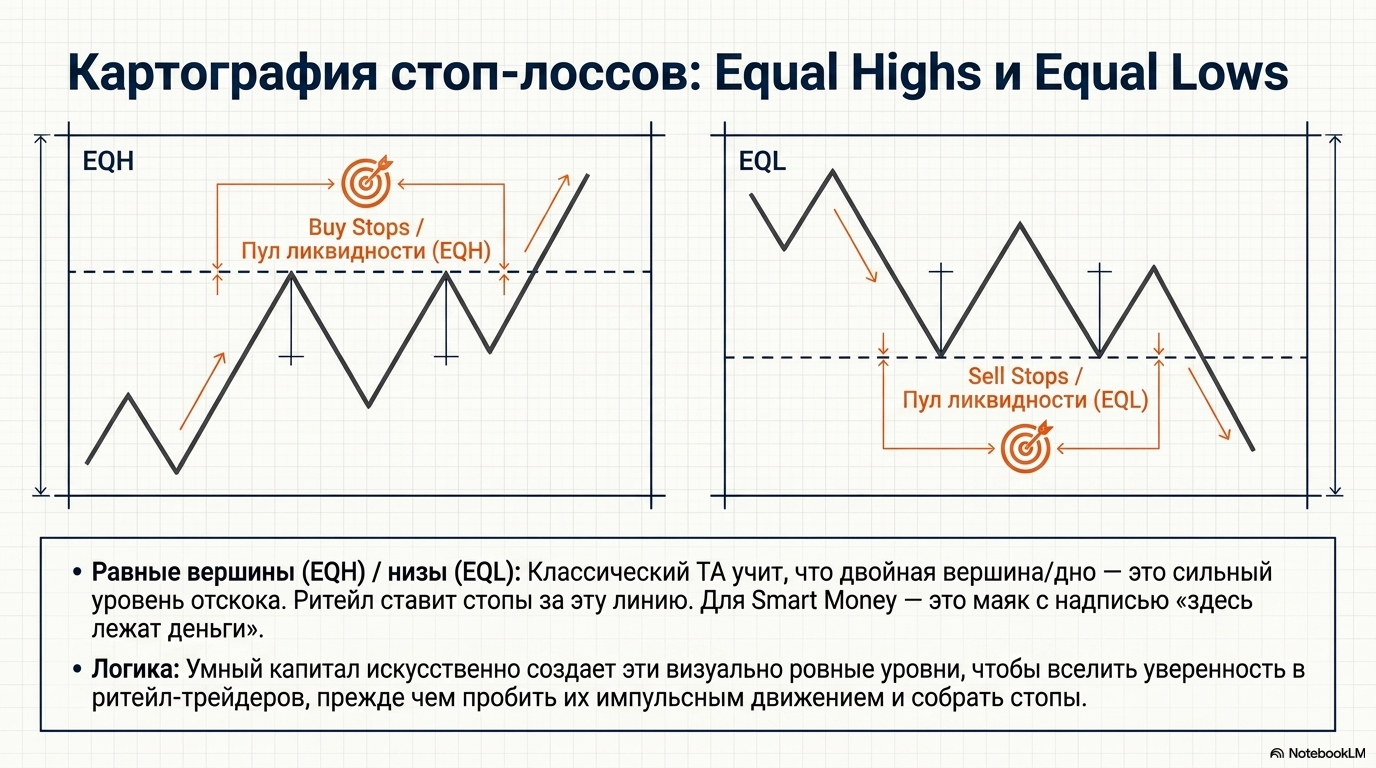 Картография стоп-лоссов: Equal Highs и Equal Lows
EQH
Buy Stops /
Пул ликвидности (EQH)
EQL
Sell Stops /
Пул ликвидности (EQL)
• Равные вершины (EQH) / низы (EQL): Классический ТА учит, что двойная вершина/дно — это сильный
уровень отскока. Ритейл ставит стопы за эту линию. Для Smart Money — это маяк с надписью «здесь
лежат деньги».
• Логика: Умный капитал искусственно создает эти визуально ровные уровни, чтобы вселить уверенность в
ритейл-трейдеров, прежде чем пробить их импульсным движением и собрать стопы.
NotebookLM